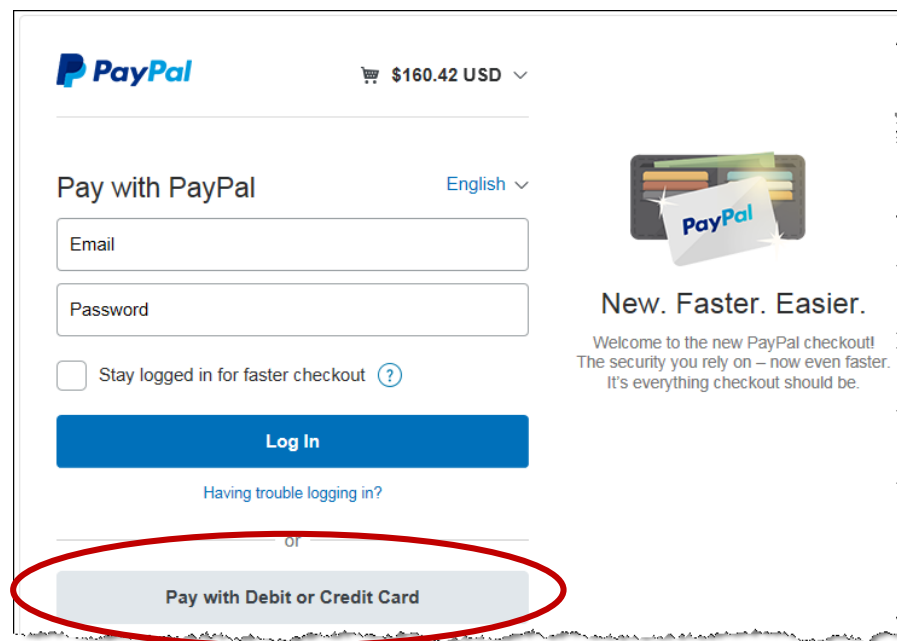 PayPal
$160.42 USD
Pay with PayPal
English
Email
Password
Stay logged in for faster checkout ?
Log In
Having trouble logging in?
or
Pay with Debit or Credit Card
PayPal
New. Faster. Easier.
Welcome to the new PayPal checkout!
The security you rely on – now even faster.
It's everything checkout should be.